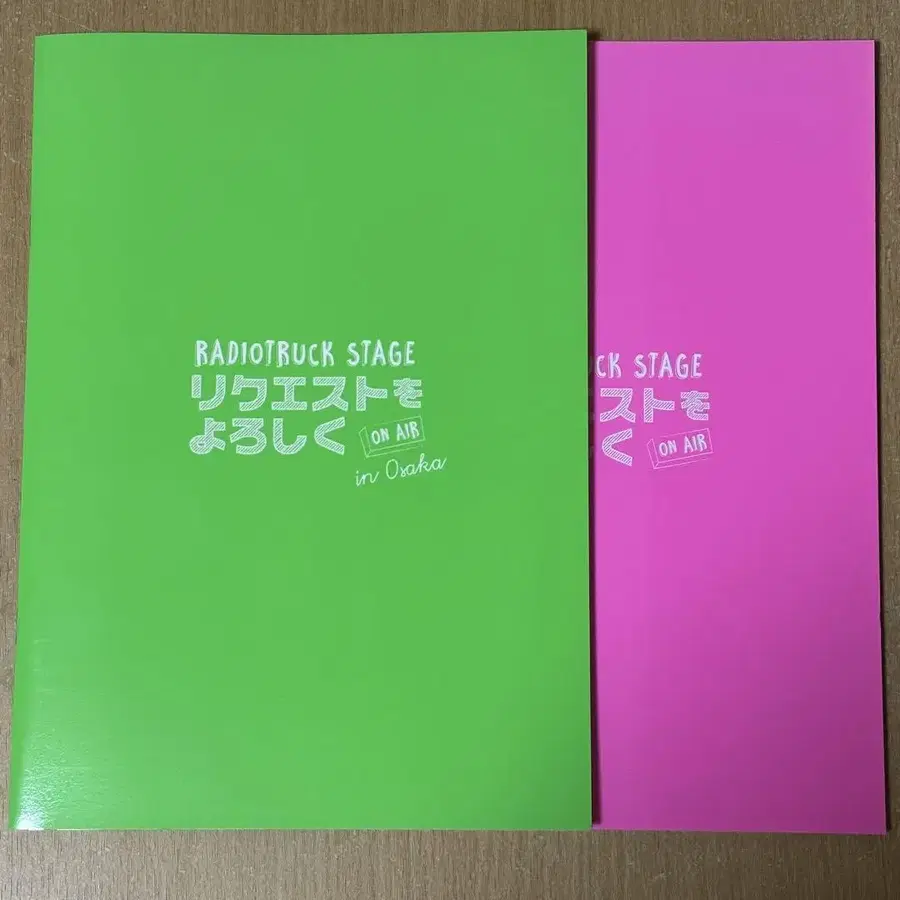 RADIOTRUCK STAGE
リクエストを
よろしく ON AIR
in Osaka
CK STAGE
ストを
く ON AIR